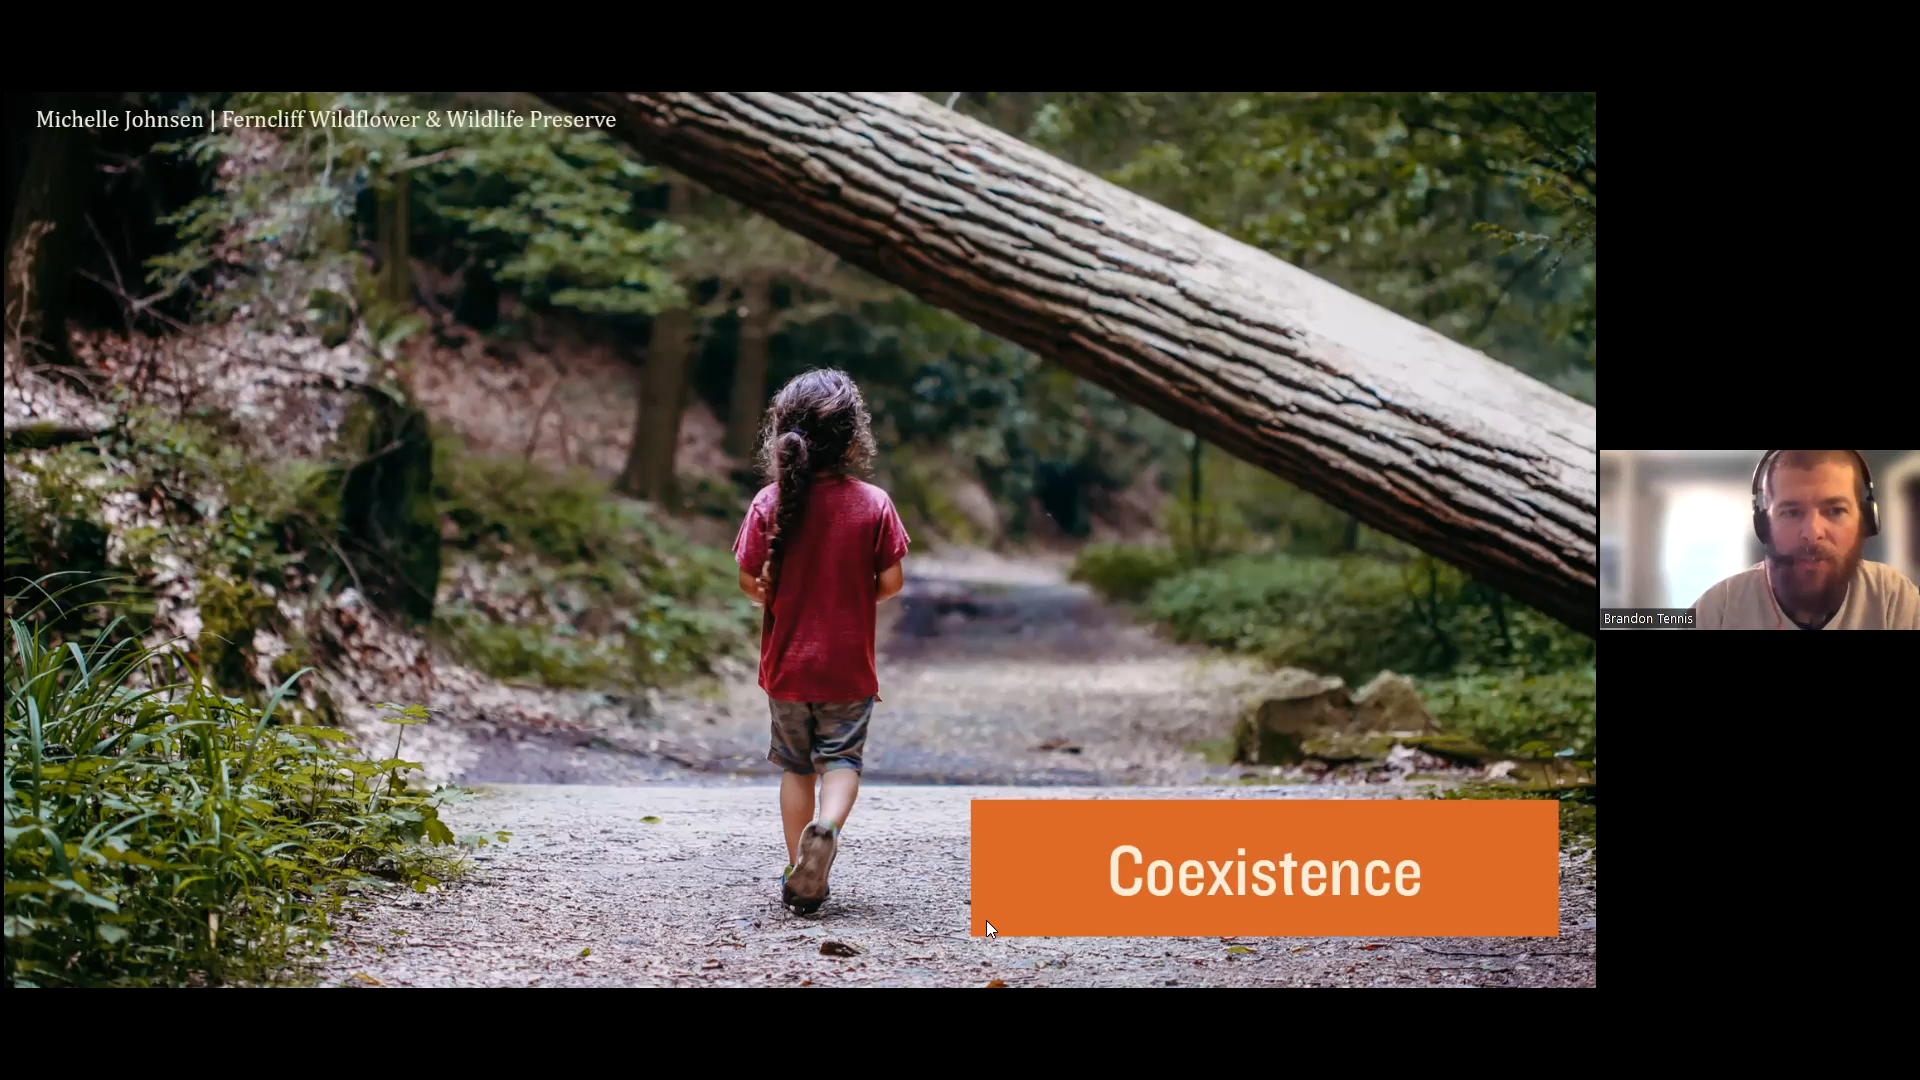 Michelle Johnsen | Ferncliff Wildflower & Wildlife Preserve
Brandon Tennis
Coexistence